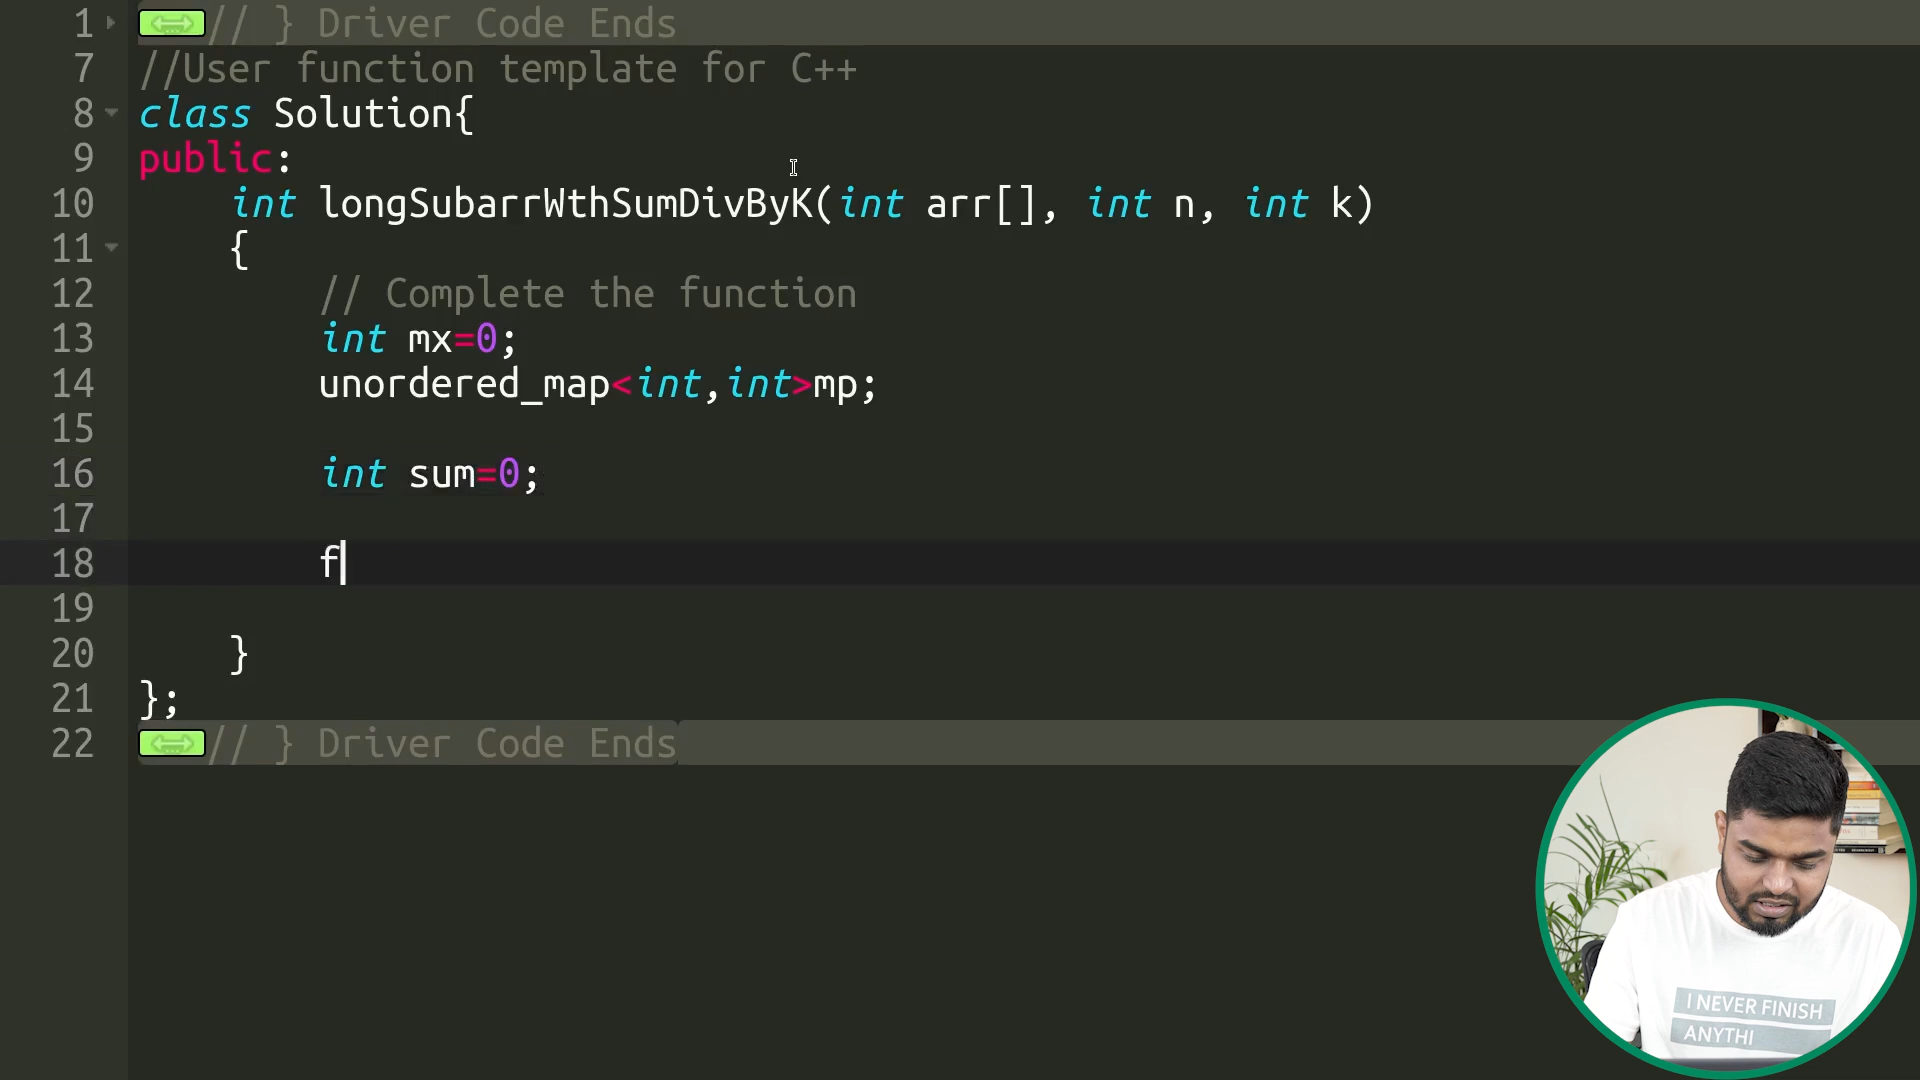 1 // } Driver Code Ends
7 //User function template for C++
8 class Solution{
9 public:
10 int longSubarrWthSumDivByK(int arr[], int n, int k)
11 {
12 // Complete the function
13 int mx=0;
14 unordered_map<int,int>mp;
15
16 int sum=0;
17
18 f
19
20 }
21 };
22 // } Driver Code Ends
I NEVER FINISH
ANYTHI